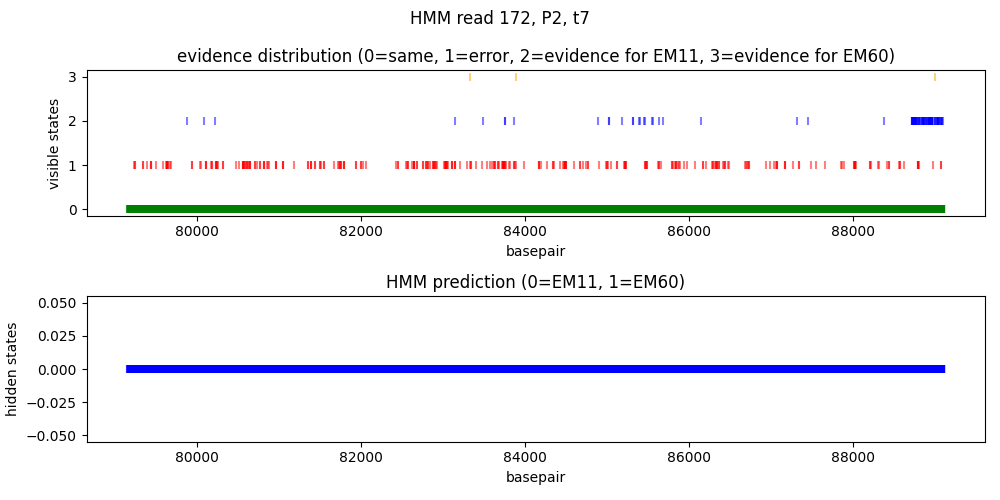 HMM read 172, P2, t7
evidence distribution (0=same, 1=error, 2=evidence for EM11, 3=evidence for EM60)
visible states
3
2
1
0
80000 82000 84000 86000 88000
basepair
HMM prediction (0=EM11, 1=EM60)
hidden states
0.050
0.025
0.000
−0.025
−0.050
80000 82000 84000 86000 88000
basepair